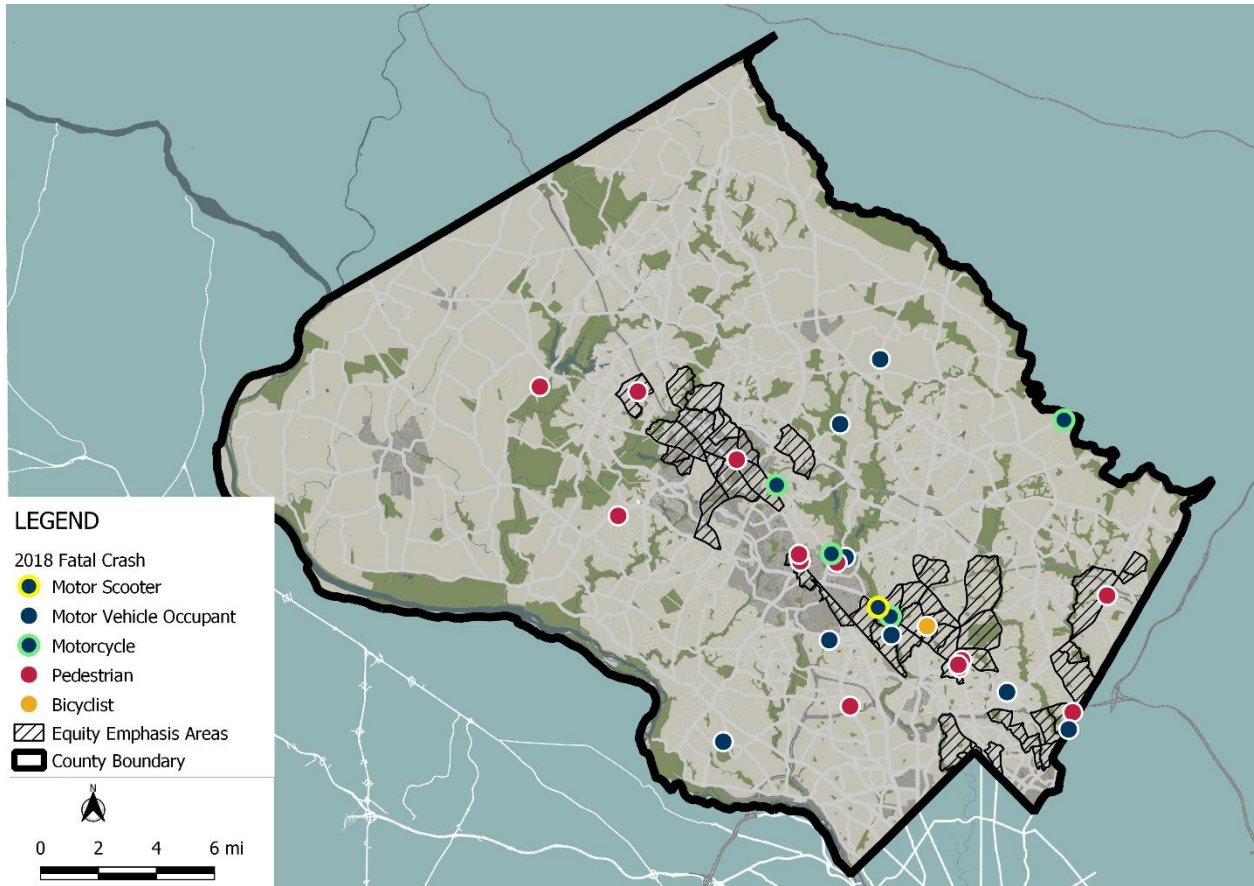 LEGEND
2018 Fatal Crash
Motor Scooter
Motor Vehicle Occupant
Motorcycle
Pedestrian
Bicyclist
Equity Emphasis Areas
County Boundary
N
0 2 4 6 mi